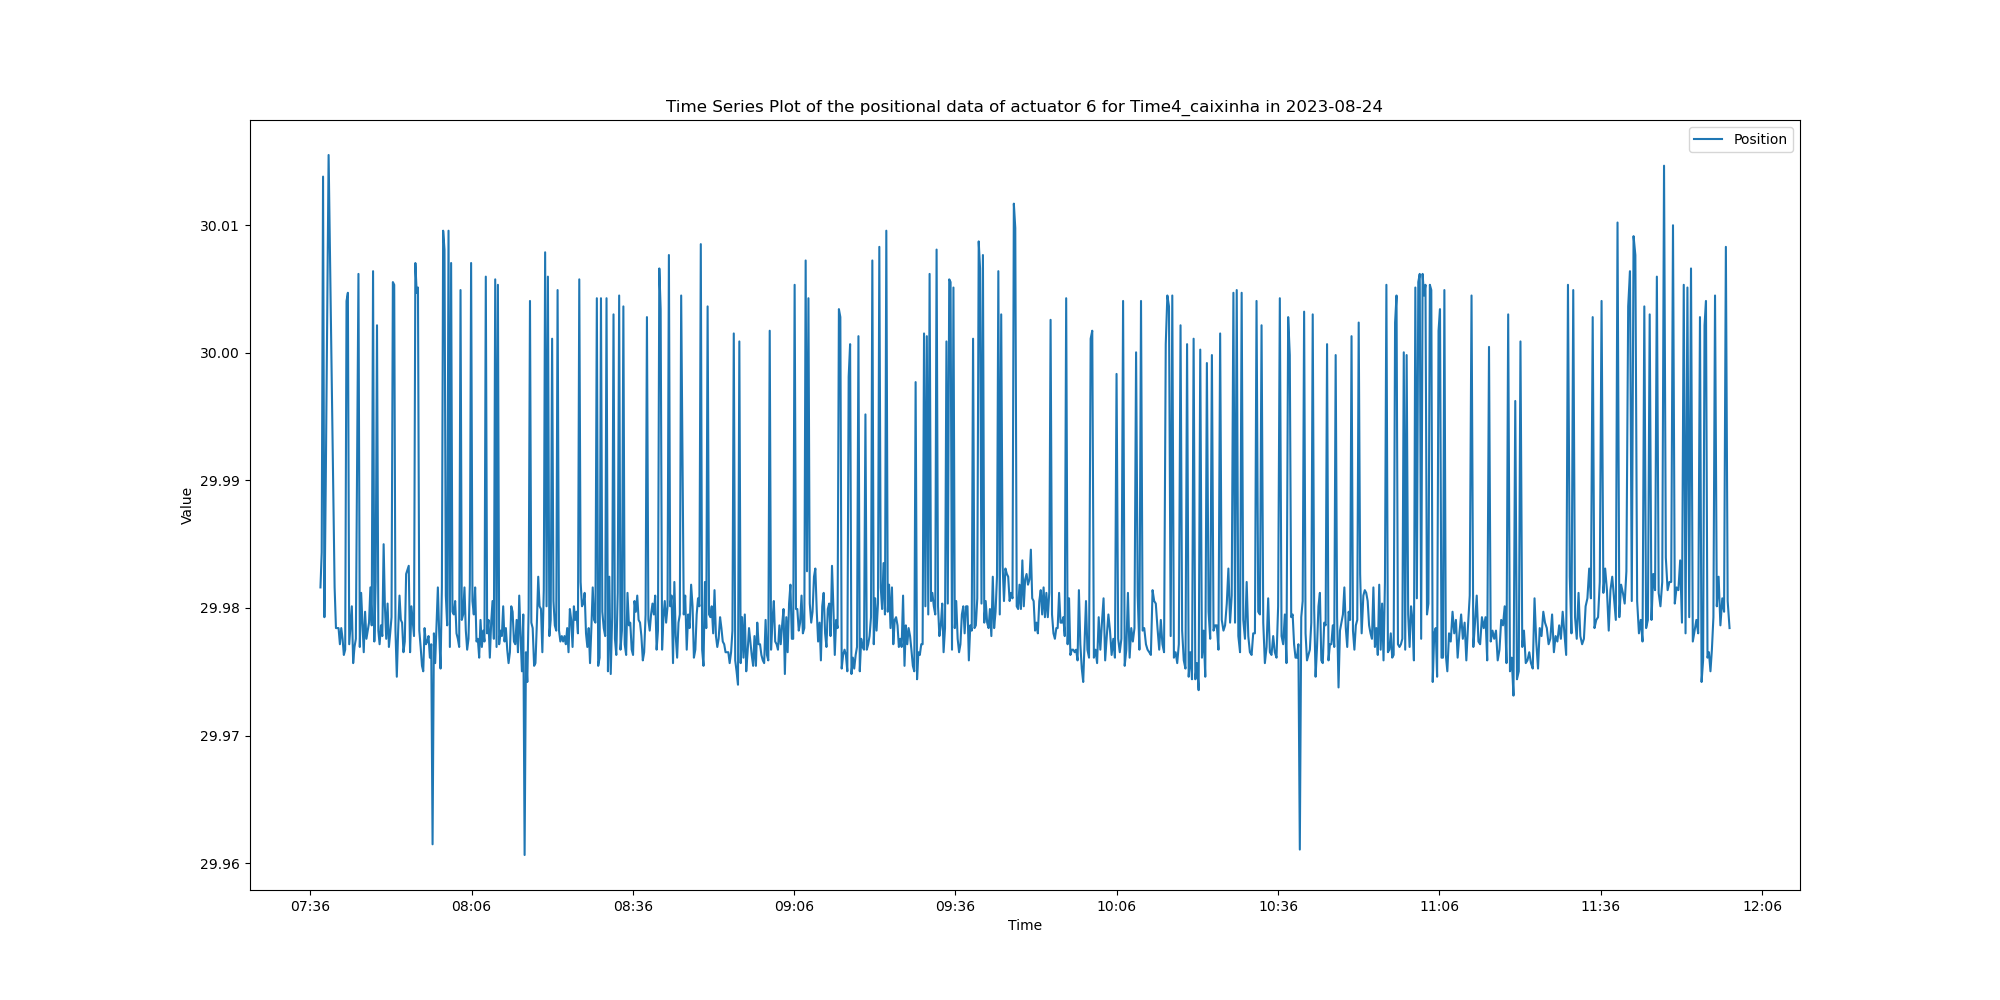 Time Series Plot of the positional data of actuator 6 for Time4_caixinha in 2023-08-24
Position
30.01
30.00
29.99
29.98
29.97
29.96
Value
07:36 08:06 08:36 09:06 09:36 10:06 10:36 11:06 11:36 12:06
Time